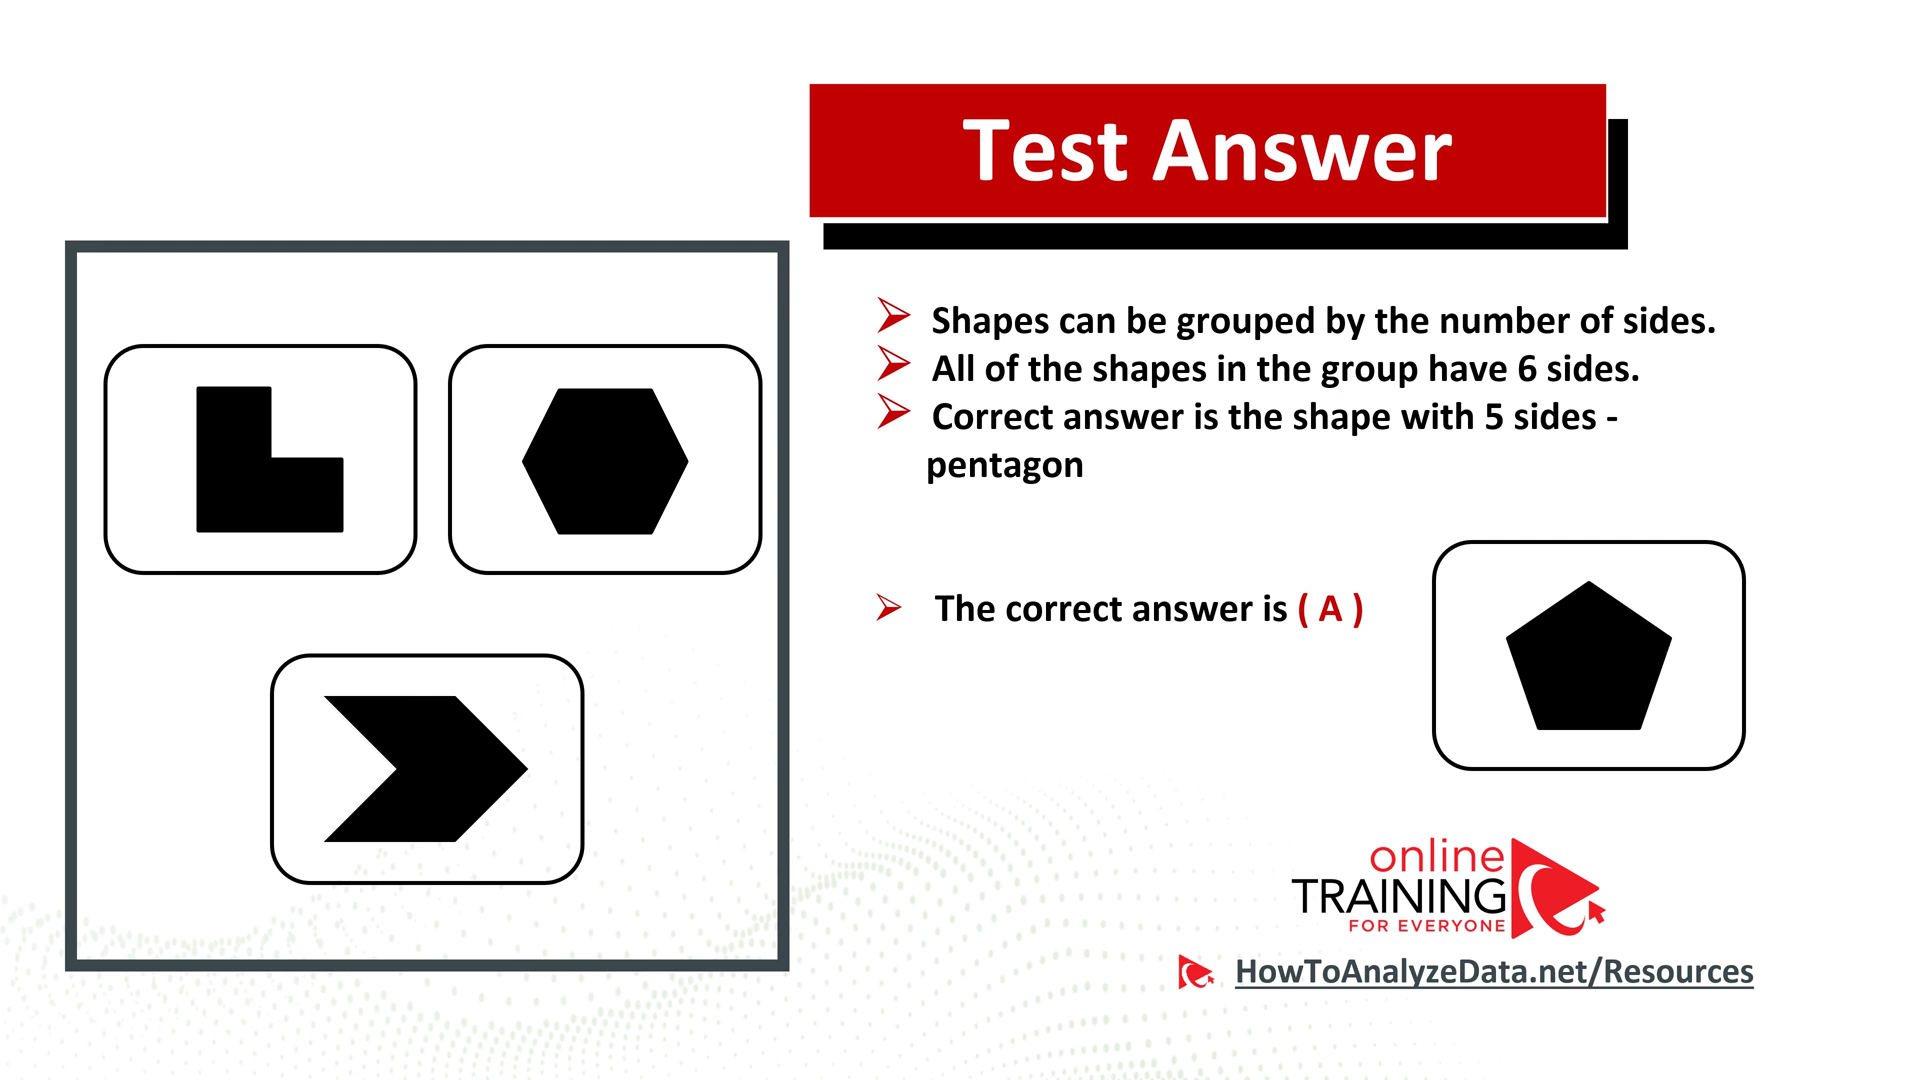 Test Answer
Shapes can be grouped by the number of sides.
All of the shapes in the group have 6 sides.
Correct answer is the shape with 5 sides -
pentagon
The correct answer is ( A )
online
TRAINING
FOR EVERYONE
HowToAnalyzeData.net/Resources